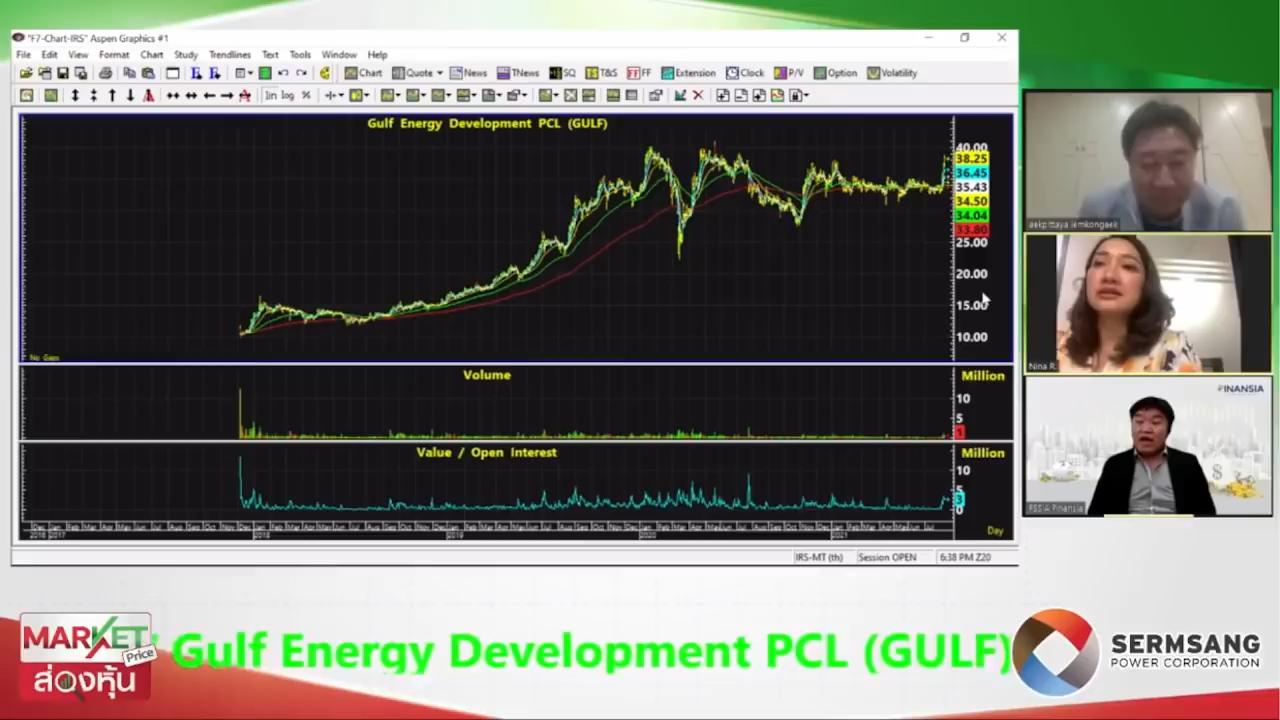 "F7-Chart-IRS" Aspen Graphics #1
File Edit View Format Chart Study Trendlines Text Tools Window Help
Chart Quote News TNews SQ T&S FF Extension Clock P/V Option Volatility
lin log %
Gulf Energy Development PCL (GULF)
40.00
38.25
36.45
35.43
34.50
34.04
33.80
25.00
20.00
15.00
10.00
No Gaps
Volume
Million
10
5
1
Value / Open Interest
Million
10
5
3
0
Day
2016 2017 2018 2019 2020 2021
IRS-MT (th) Session OPEN 6:38 PM Z20
aekpittaya iemkongaek
Nina R.
FINANSIA
FSSIA Finansia
MARKET
Price
ส่องหุ้น
Gulf Energy Development PCL (GULF)
SERMSANG
POWER CORPORATION